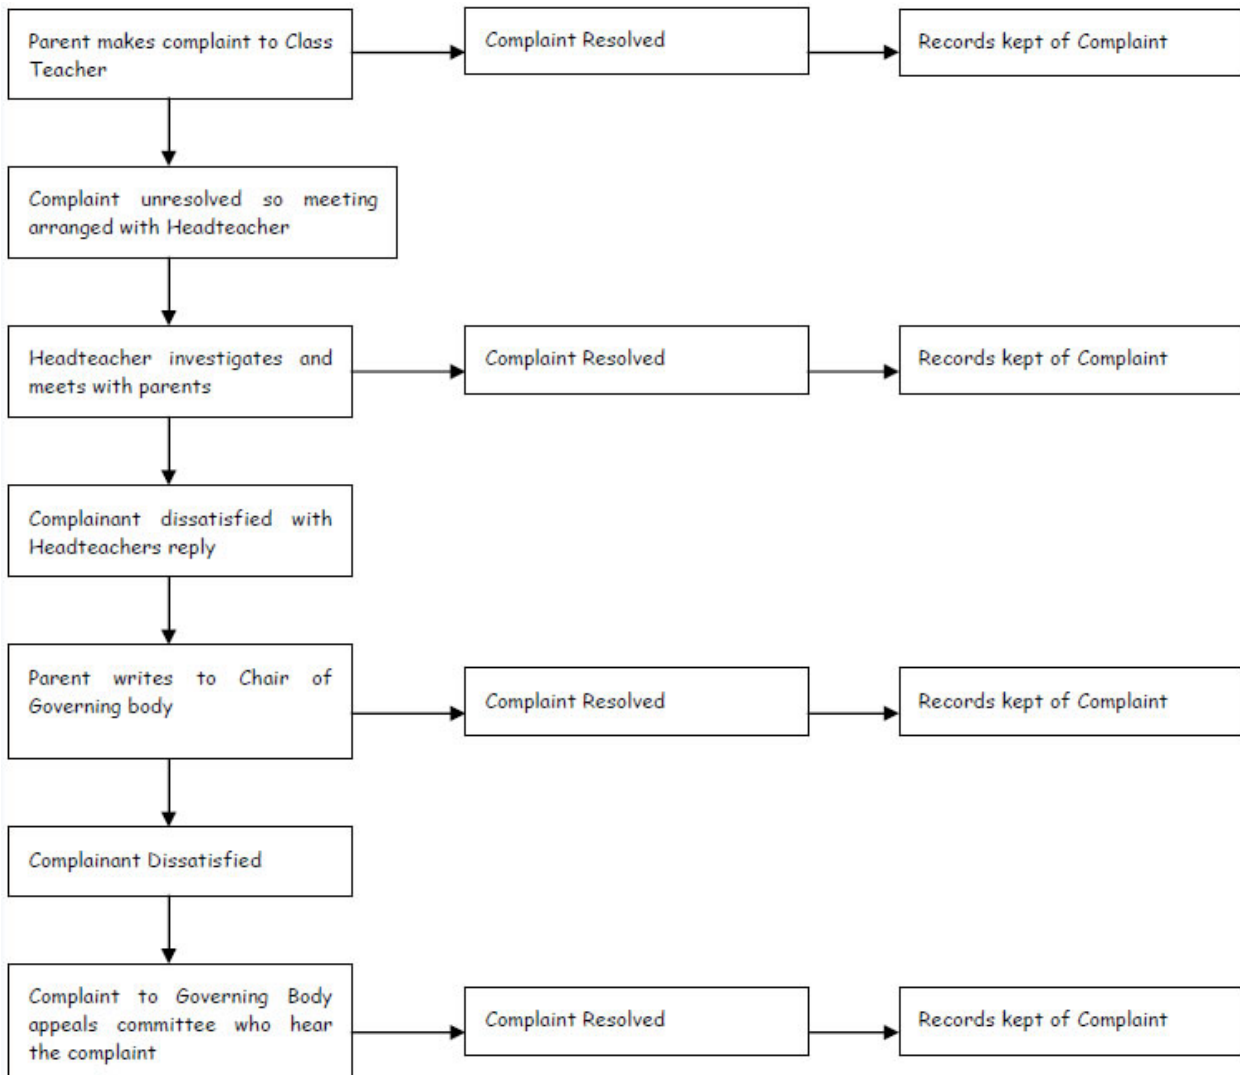 Parent makes complaint to Class
Teacher
Complaint Resolved
Records kept of Complaint
Complaint unresolved so meeting
arranged with Headteacher
Headteacher investigates and
meets with parents
Complaint Resolved
Records kept of Complaint
Complainant dissatisfied with
Headteachers reply
Parent writes to Chair of
Governing body
Complaint Resolved
Records kept of Complaint
Complainant Dissatisfied
Complaint to Governing Body
appeals committee who hear
the complaint
Complaint Resolved
Records kept of Complaint